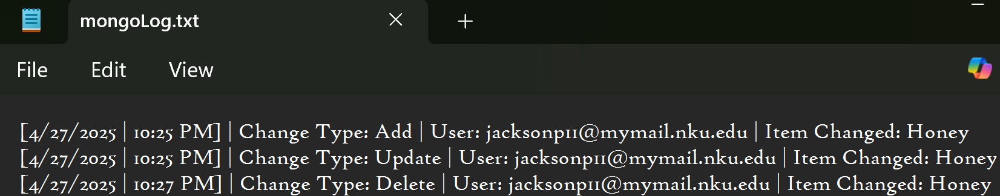 mongoLog.txt
File Edit View
[4/27/2025 | 10:25 PM] | Change Type: Add | User: jacksonp11@mymail.nku.edu | Item Changed: Honey
[4/27/2025 | 10:25 PM] | Change Type: Update | User: jacksonp11@mymail.nku.edu | Item Changed: Honey
[4/27/2025 | 10:27 PM] | Change Type: Delete | User: jacksonp11@mymail.nku.edu | Item Changed: Honey